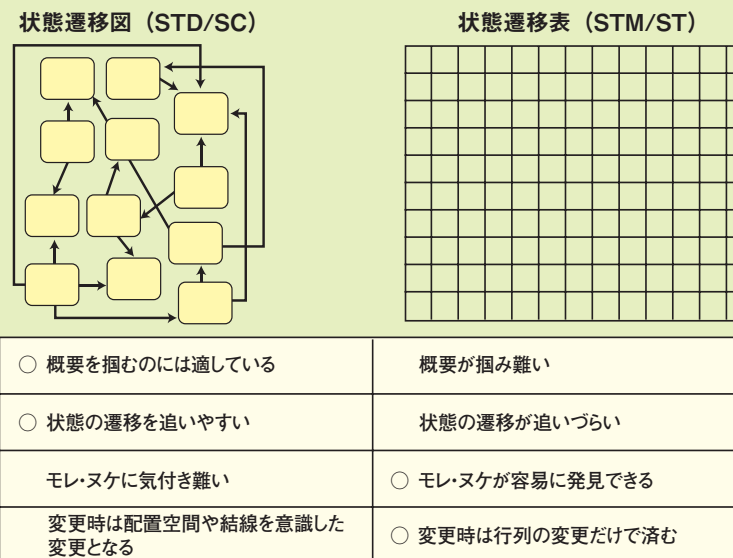 状態遷移図（STD/SC）
状態遷移表（STM/ST）
○ 概要を掴むのには適している
概要が掴み難い
○ 状態の遷移を追いやすい
状態の遷移が追いづらい
モレ・ヌケに気付き難い
○ モレ・ヌケが容易に発見できる
変更時は配置空間や結線を意識した
変更となる
○ 変更時は行列の変更だけで済む